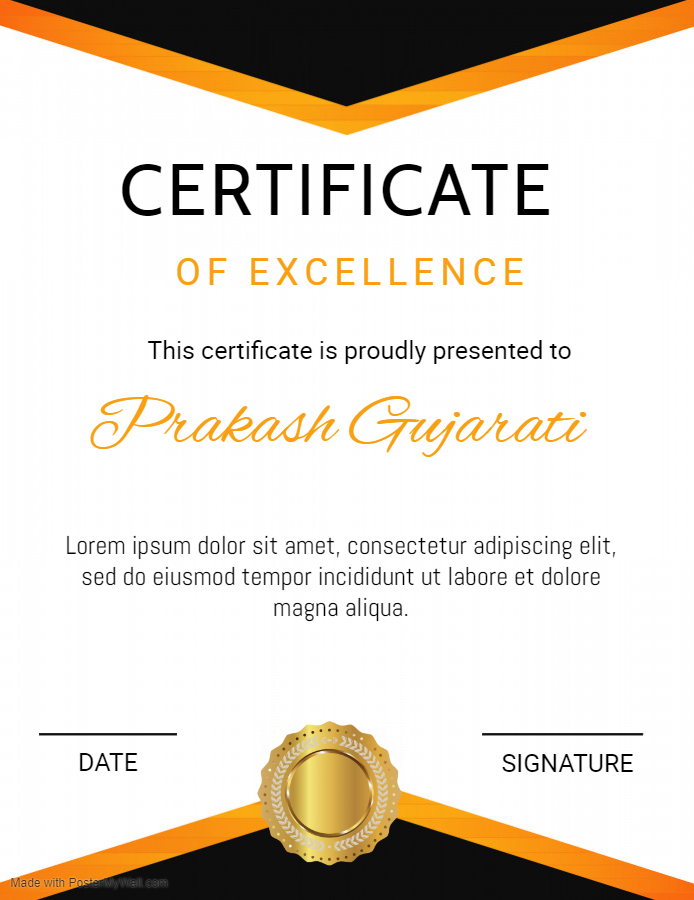 CERTIFICATE
OF EXCELLENCE
This certificate is proudly presented to
Prakash Gujarati
Lorem ipsum dolor sit amet, consectetur adipiscing elit,
sed do eiusmod tempor incididunt ut labore et dolore
magna aliqua.
DATE
SIGNATURE
Made with PosterMyWall.com